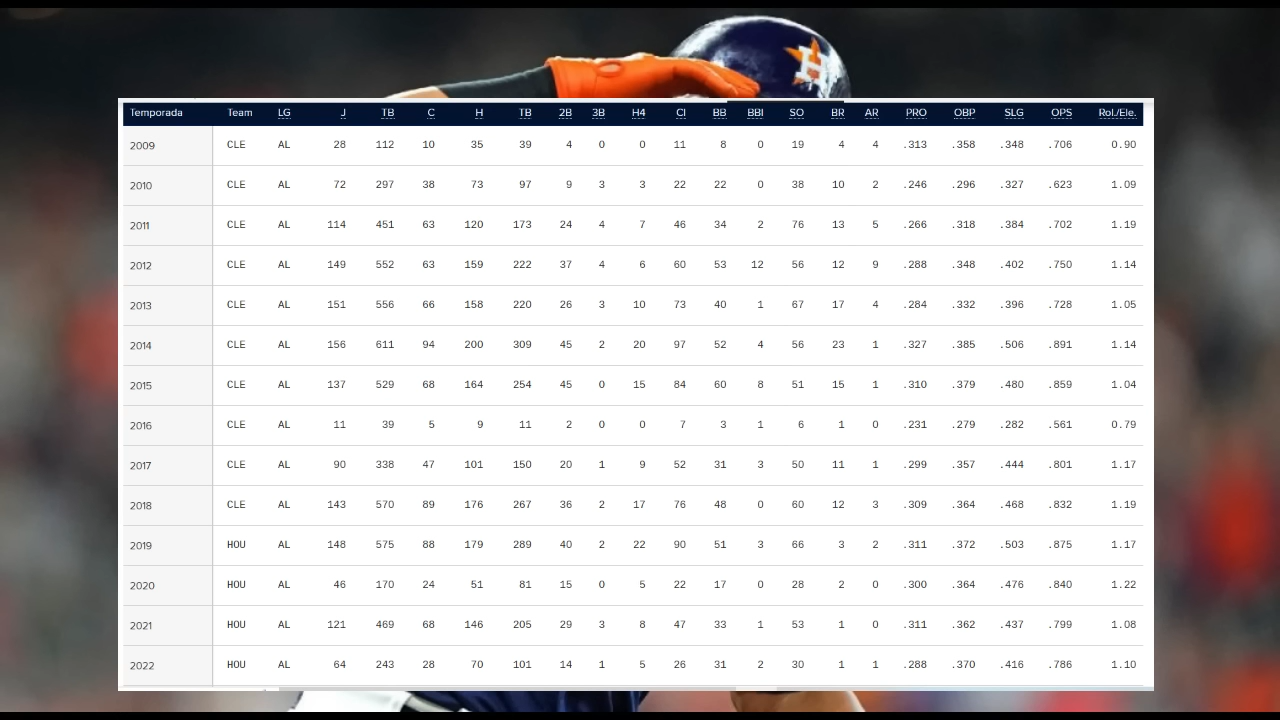 H
Temporada Team LG J TB C H TB 2B 3B H4 CI BB BBI SO BR AR PRO OBP SLG OPS Rol./Ele.
2009 CLE AL 28 112 10 35 39 4 0 0 11 8 0 19 4 4 .313 .358 .348 .706 0.90
2010 CLE AL 72 297 38 73 97 9 3 3 22 22 0 38 10 2 .246 .296 .327 .623 1.09
2011 CLE AL 114 451 63 120 173 24 4 7 46 34 2 76 13 5 .266 .318 .384 .702 1.19
2012 CLE AL 149 552 63 159 222 37 4 6 60 53 12 56 12 9 .288 .348 .402 .750 1.14
2013 CLE AL 151 556 66 158 220 26 3 10 73 40 1 67 17 4 .284 .332 .396 .728 1.05
2014 CLE AL 156 611 94 200 309 45 2 20 97 52 4 56 23 1 .327 .385 .506 .891 1.14
2015 CLE AL 137 529 68 164 254 45 0 15 84 60 8 51 15 1 .310 .379 .480 .859 1.04
2016 CLE AL 11 39 5 9 11 2 0 0 7 3 1 6 1 0 .231 .279 .282 .561 0.79
2017 CLE AL 90 338 47 101 150 20 1 9 52 31 3 50 11 1 .299 .357 .444 .801 1.17
2018 CLE AL 143 570 89 176 267 36 2 17 76 48 0 60 12 3 .309 .364 .468 .832 1.19
2019 HOU AL 148 575 88 179 289 40 2 22 90 51 3 66 3 2 .311 .372 .503 .875 1.17
2020 HOU AL 46 170 24 51 81 15 0 5 22 17 0 28 2 0 .300 .364 .476 .840 1.22
2021 HOU AL 121 469 68 146 205 29 3 8 47 33 1 53 1 0 .311 .362 .437 .799 1.08
2022 HOU AL 64 243 28 70 101 14 1 5 26 31 2 30 1 1 .288 .370 .416 .786 1.10